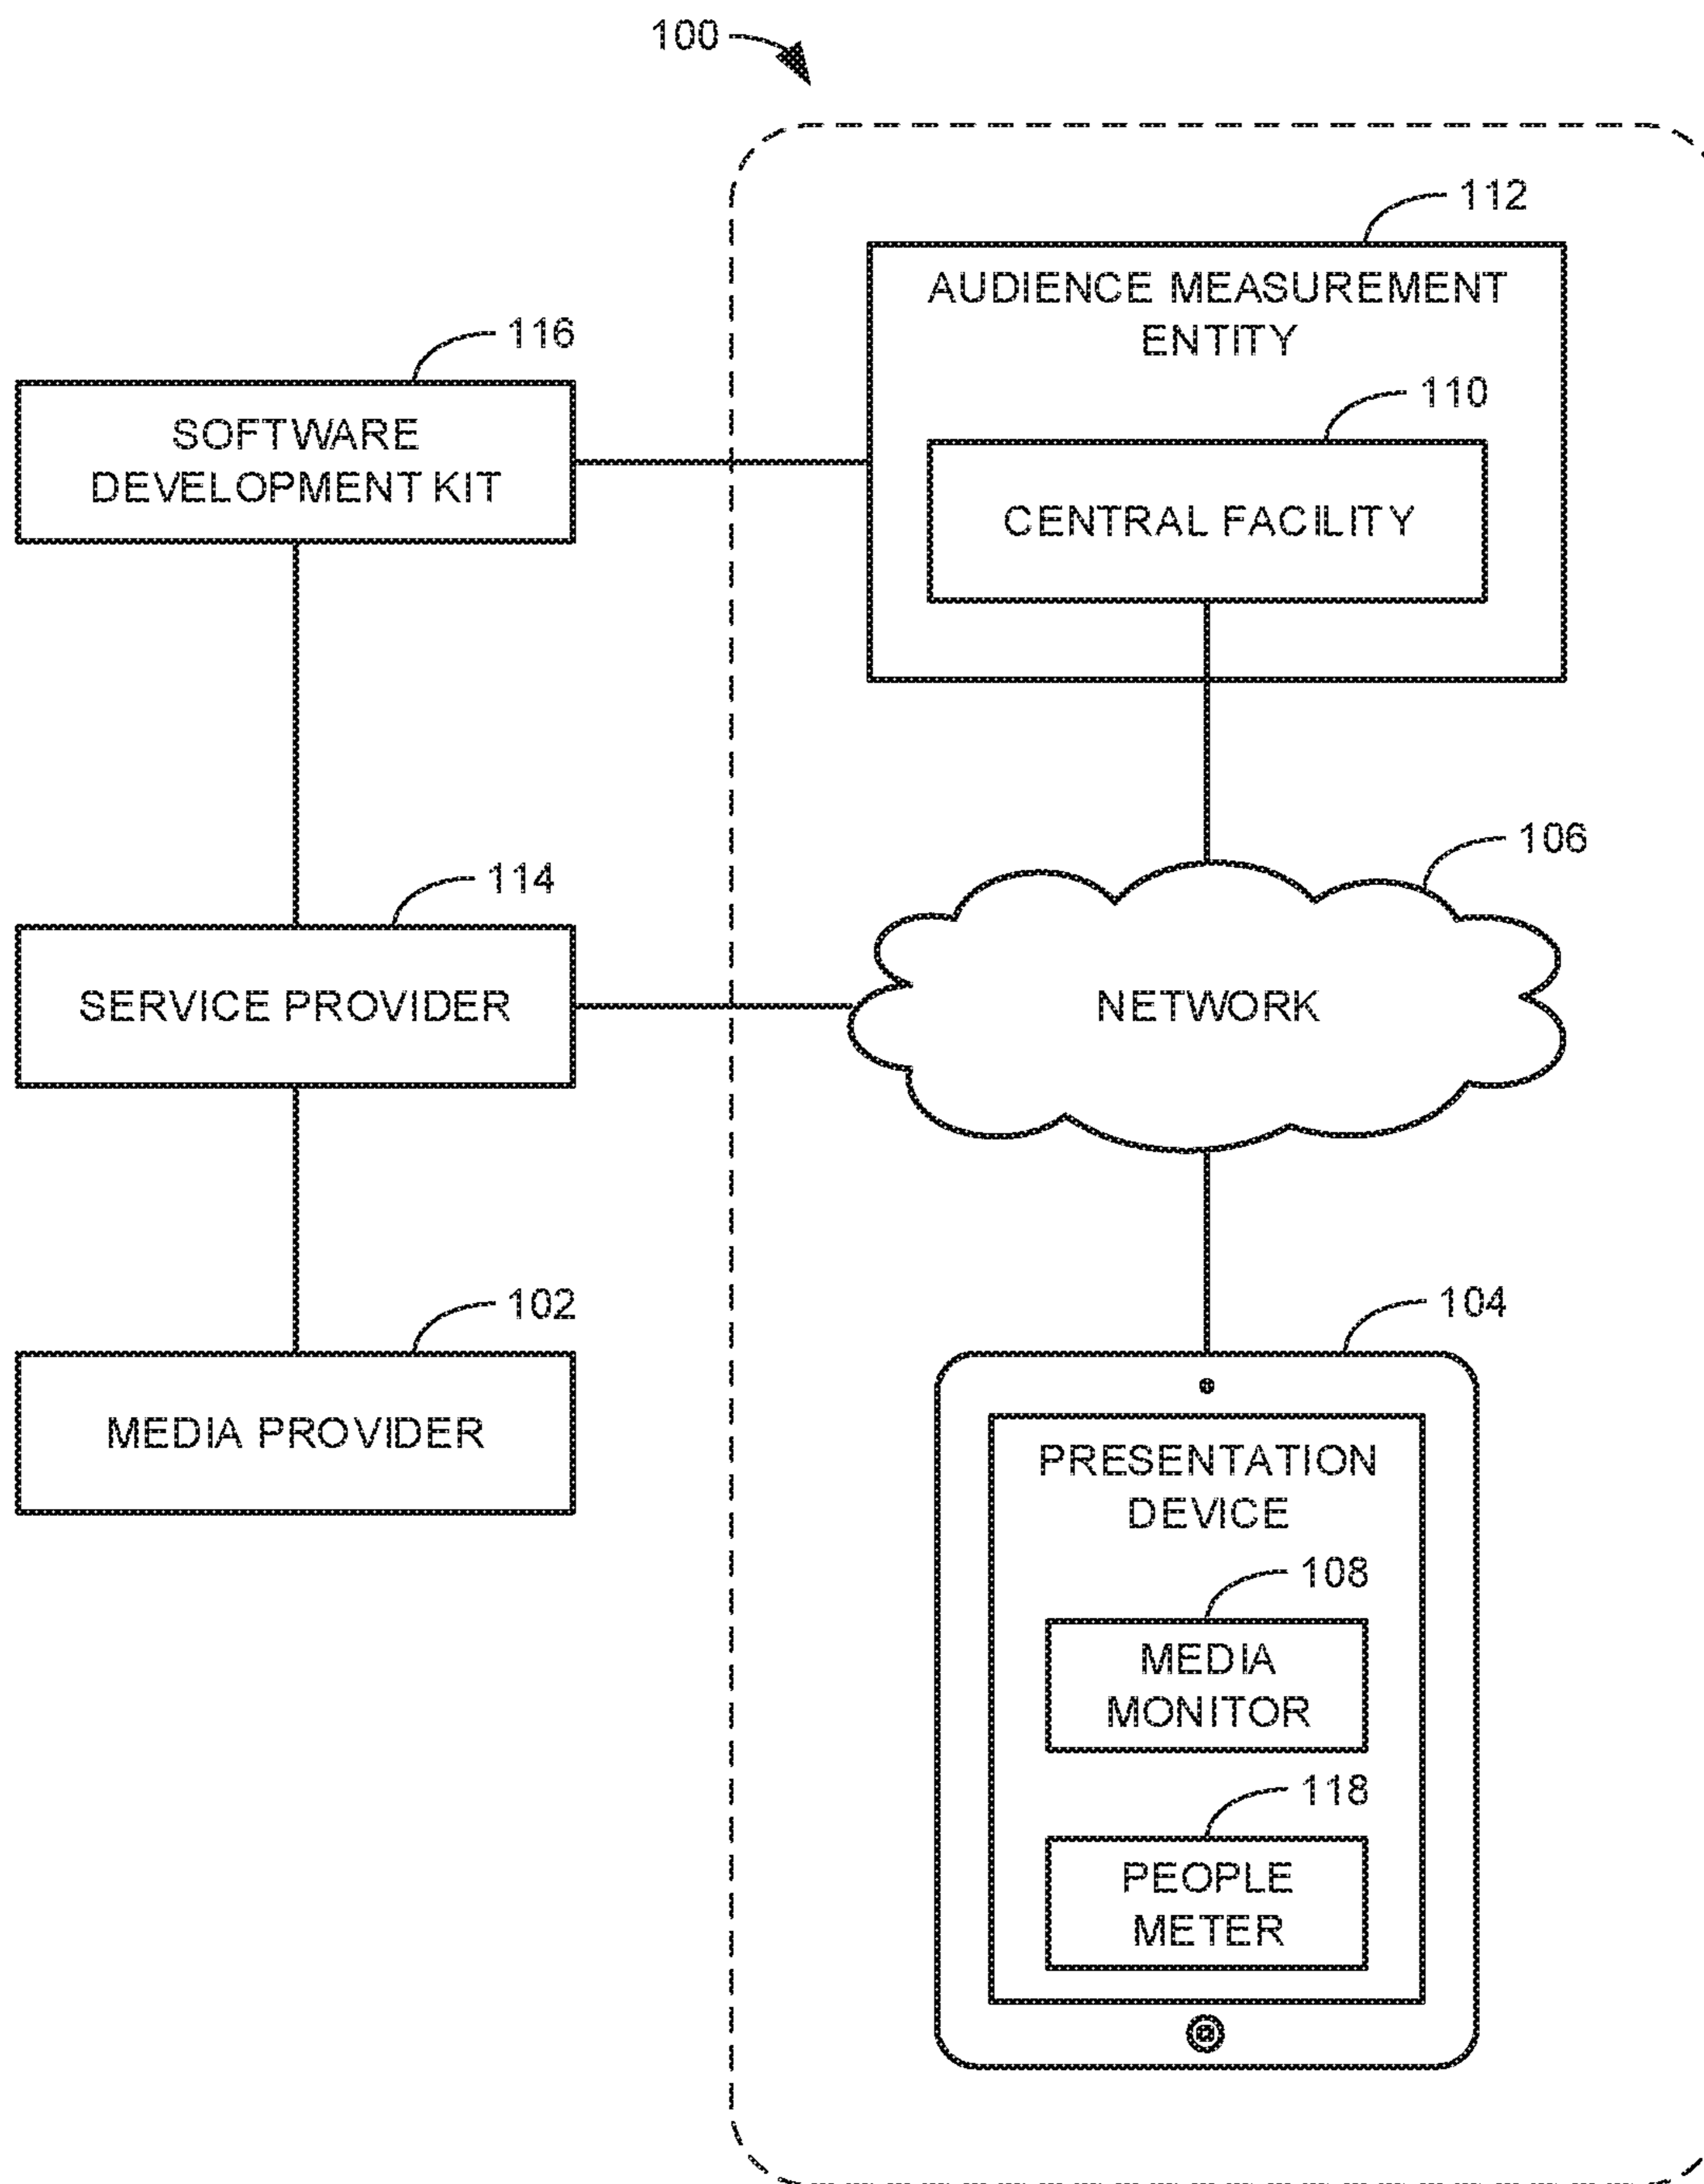 100
112
AUDIENCE MEASUREMENT
ENTITY
116
110
SOFTWARE
DEVELOPMENT KIT
CENTRAL FACILITY
106
114
SERVICE PROVIDER
NETWORK
102
104
MEDIA PROVIDER
PRESENTATION
DEVICE
108
MEDIA
MONITOR
118
PEOPLE
METER